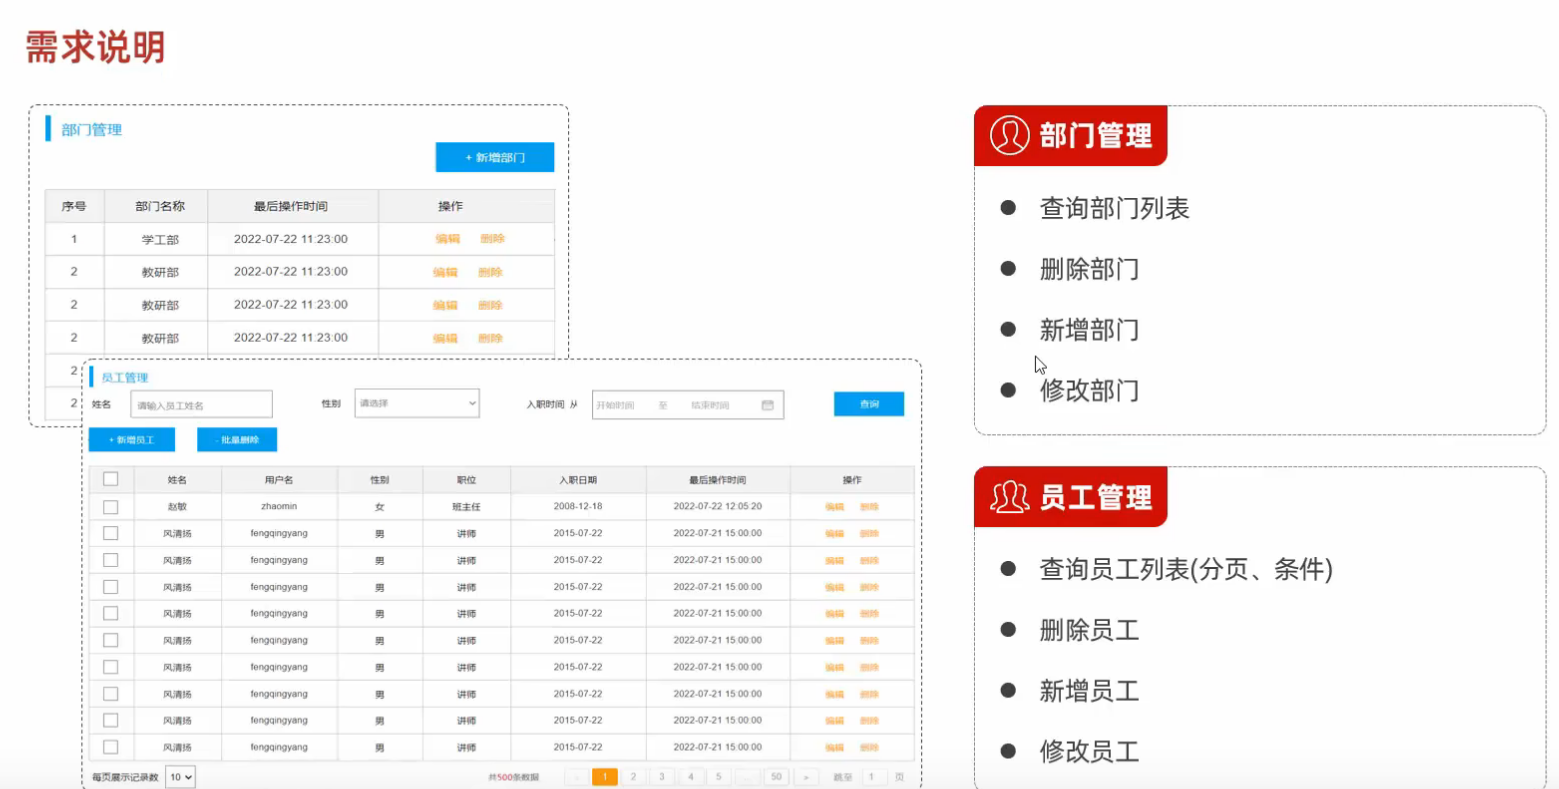 需求说明
部门管理
+ 新增部门
序号 部门名称 最后操作时间 操作
1 学工部 2022-07-22 11:23:00 编辑 删除
2 教研部 2022-07-22 11:23:00 编辑 删除
2 教研部 2022-07-22 11:23:00 编辑 删除
2 教研部 2022-07-22 11:23:00 编辑 删除
2
2
员工管理
姓名 请输入员工姓名 性别 请选择 入职时间 从 开始时间 至 结束时间 查询
+ 新增员工 - 批量删除
姓名 用户名 性别 职位 入职日期 最后操作时间 操作
赵敏 zhaomin 女 班主任 2008-12-18 2022-07-22 12:05:20 编辑 删除
风清扬 fengqingyang 男 讲师 2015-07-22 2022-07-21 15:00:00 编辑 删除
风清扬 fengqingyang 男 讲师 2015-07-22 2022-07-21 15:00:00 编辑 删除
风清扬 fengqingyang 男 讲师 2015-07-22 2022-07-21 15:00:00 编辑 删除
风清扬 fengqingyang 男 讲师 2015-07-22 2022-07-21 15:00:00 编辑 删除
风清扬 fengqingyang 男 讲师 2015-07-22 2022-07-21 15:00:00 编辑 删除
风清扬 fengqingyang 男 讲师 2015-07-22 2022-07-21 15:00:00 编辑 删除
风清扬 fengqingyang 男 讲师 2015-07-22 2022-07-21 15:00:00 编辑 删除
风清扬 fengqingyang 男 讲师 2015-07-22 2022-07-21 15:00:00 编辑 删除
风清扬 fengqingyang 男 讲师 2015-07-22 2022-07-21 15:00:00 编辑 删除
每页展示记录数 10 共500条数据 1 2 3 4 5 ... 50 跳至 1 页
部门管理
查询部门列表
删除部门
新增部门
修改部门
员工管理
查询员工列表(分页、条件)
删除员工
新增员工
修改员工